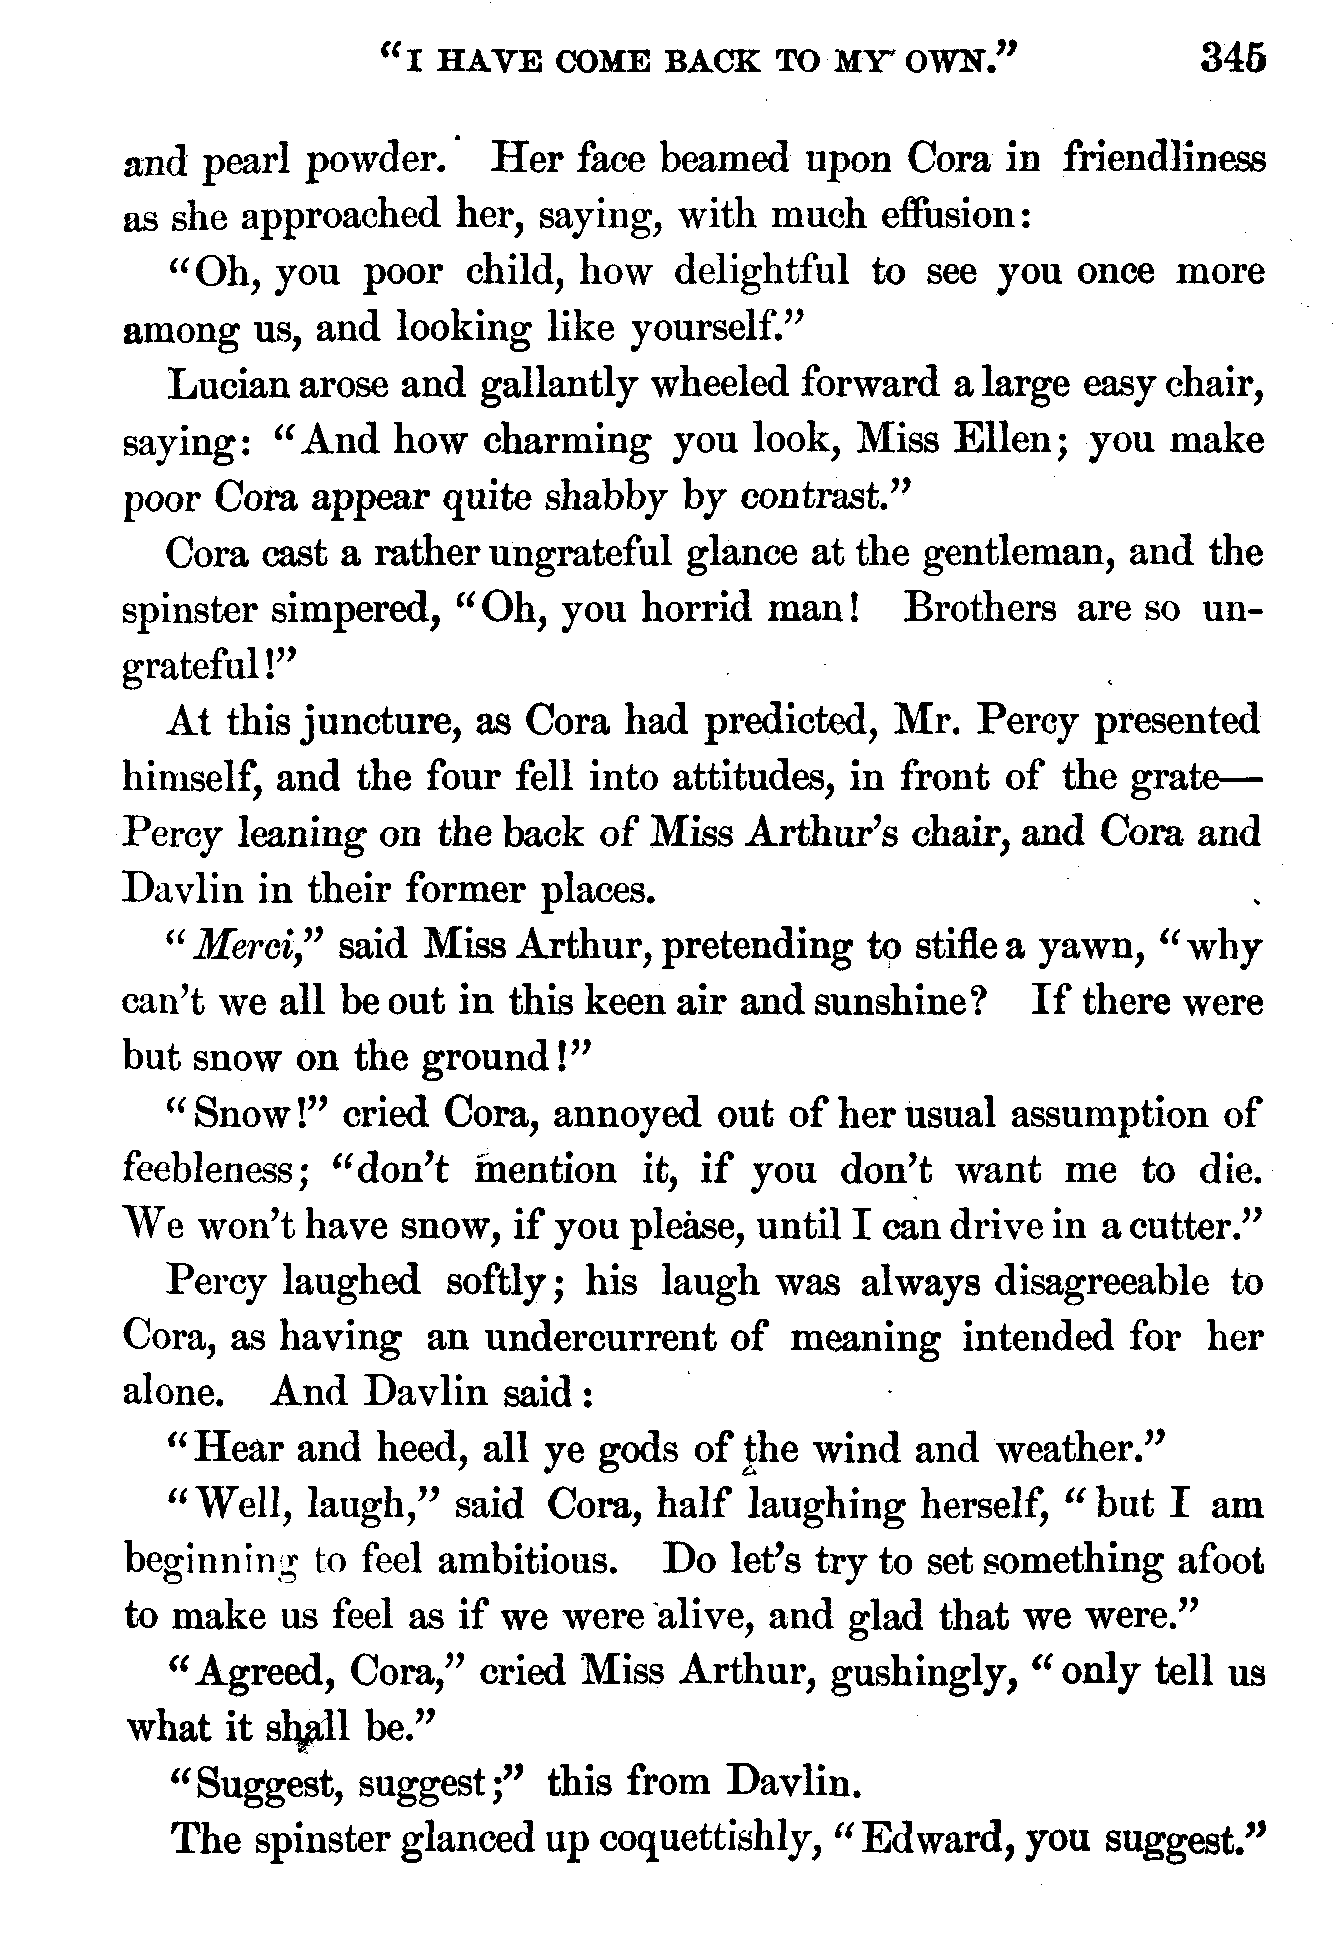 "I HAVE COME BACK TO MY OWN." 345
and pearl powder. Her face beamed upon Cora in friendliness
as she approached her, saying, with much effusion:
"Oh, you poor child, how delightful to see you once more
among us, and looking like yourself."
Lucian arose and gallantly wheeled forward a large easy chair,
saying: "And how charming you look, Miss Ellen; you make
poor Cora appear quite shabby by contrast."
Cora cast a rather ungrateful glance at the gentleman, and the
spinster simpered, "Oh, you horrid man! Brothers are so un-
grateful!"
At this juncture, as Cora had predicted, Mr. Percy presented
himself, and the four fell into attitudes, in front of the grate—
Percy leaning on the back of Miss Arthur's chair, and Cora and
Davlin in their former places.
"Merci," said Miss Arthur, pretending to stifle a yawn, "why
can't we all be out in this keen air and sunshine? If there were
but snow on the ground!"
"Snow!" cried Cora, annoyed out of her usual assumption of
feebleness; "don't mention it, if you don't want me to die.
We won't have snow, if you please, until I can drive in a cutter."
Percy laughed softly; his laugh was always disagreeable to
Cora, as having an undercurrent of meaning intended for her
alone. And Davlin said:
"Hear and heed, all ye gods of the wind and weather."
"Well, laugh," said Cora, half laughing herself, "but I am
beginning to feel ambitious. Do let's try to set something afoot
to make us feel as if we were alive, and glad that we were."
"Agreed, Cora," cried Miss Arthur, gushingly, "only tell us
what it shall be."
"Suggest, suggest;" this from Davlin.
The spinster glanced up coquettishly, "Edward, you suggest."